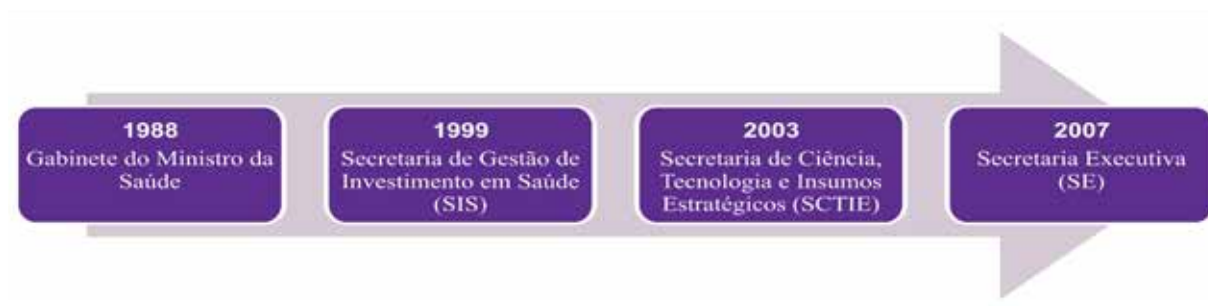 1988
Gabinete do Ministro da
Saúde
1999
Secretaria de Gestão de
Investimento em Saúde
(SIS)
2003
Secretaria de Ciência,
Tecnologia e Insumos
Estratégicos (SCTIE)
2007
Secretaria Executiva
(SE)